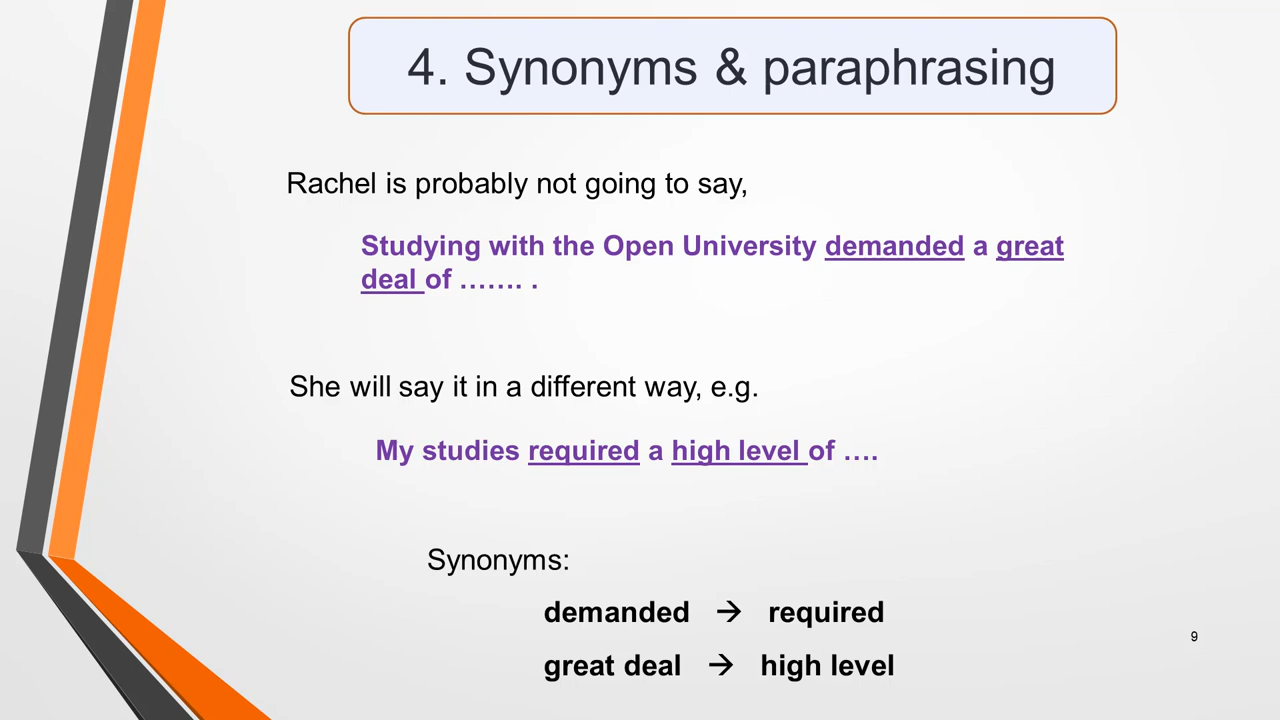 4. Synonyms & paraphrasing
Rachel is probably not going to say,
Studying with the Open University demanded a great
deal of ……. .
She will say it in a different way, e.g.
My studies required a high level of ….
Synonyms:
demanded → required
great deal → high level
9